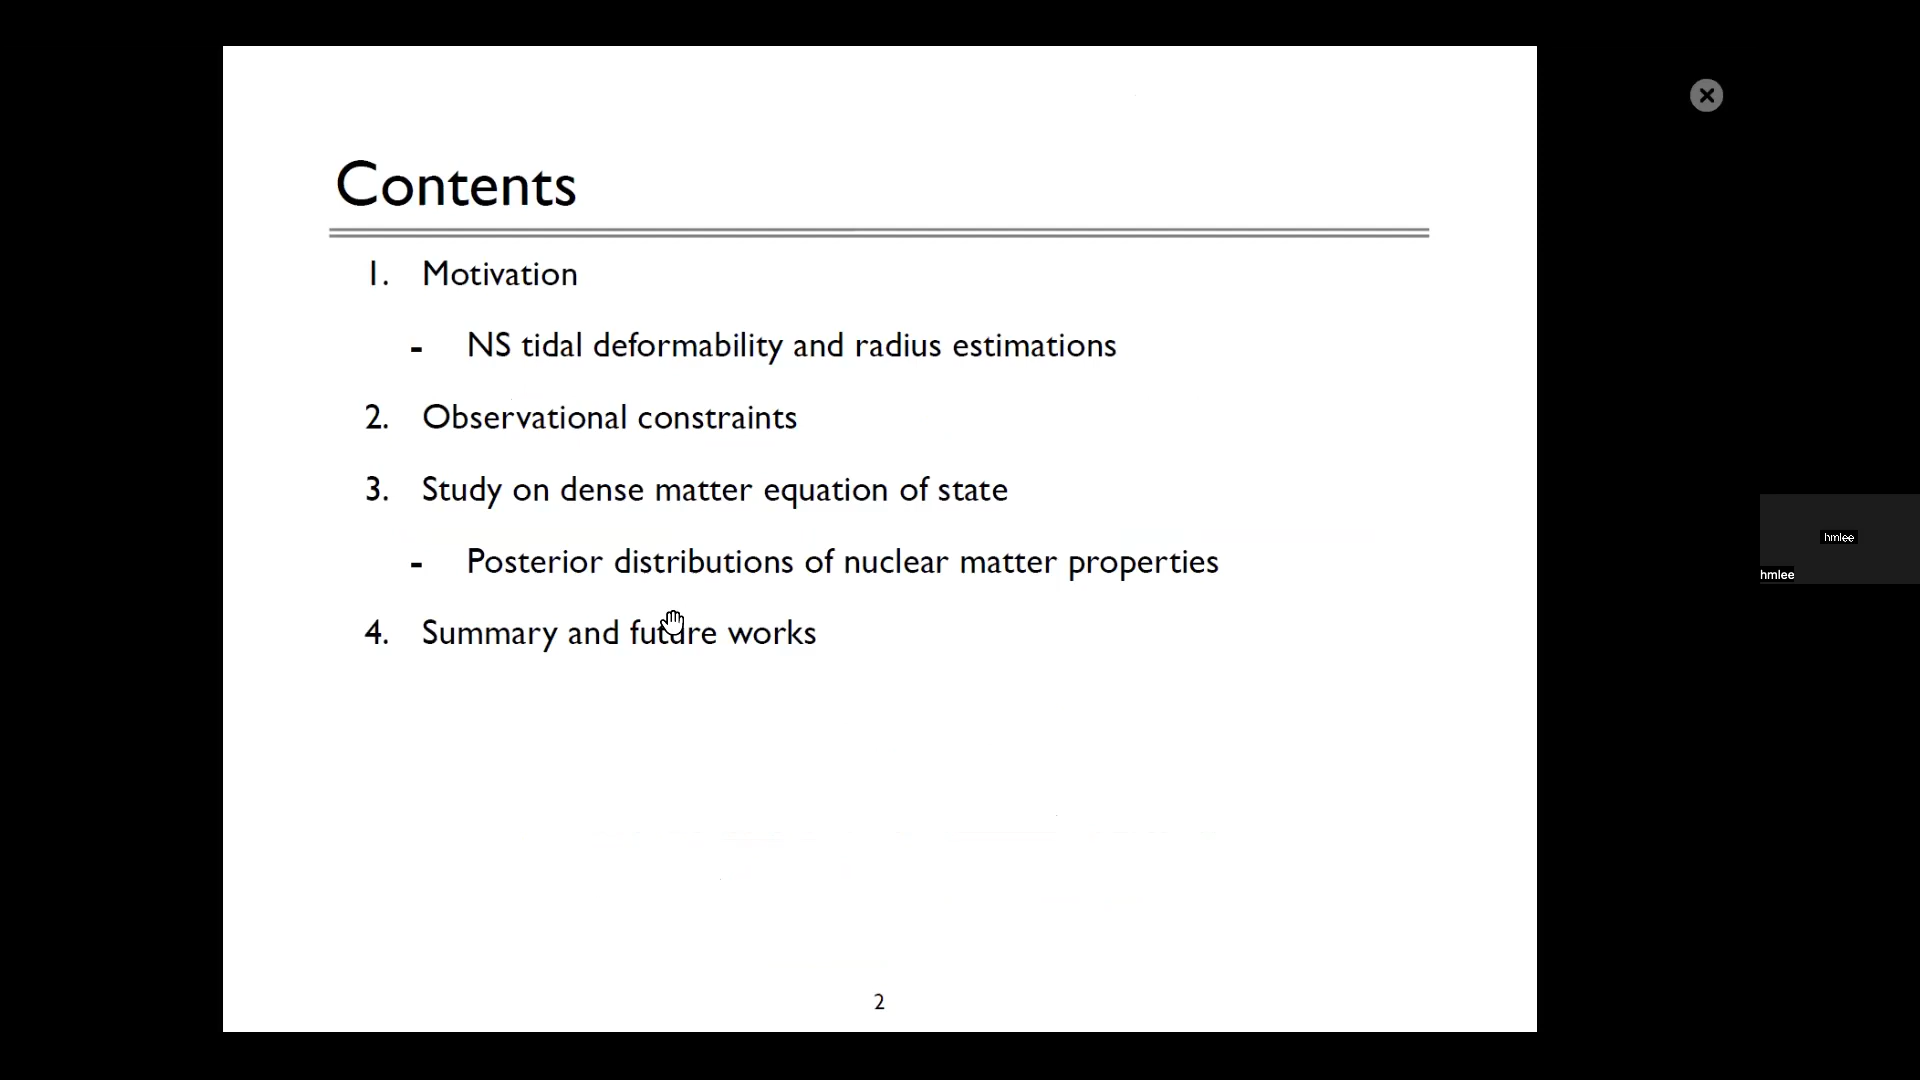 Contents
1. Motivation
- NS tidal deformability and radius estimations
2. Observational constraints
3. Study on dense matter equation of state
- Posterior distributions of nuclear matter properties
4. Summary and future works
2
hmlee
hmlee